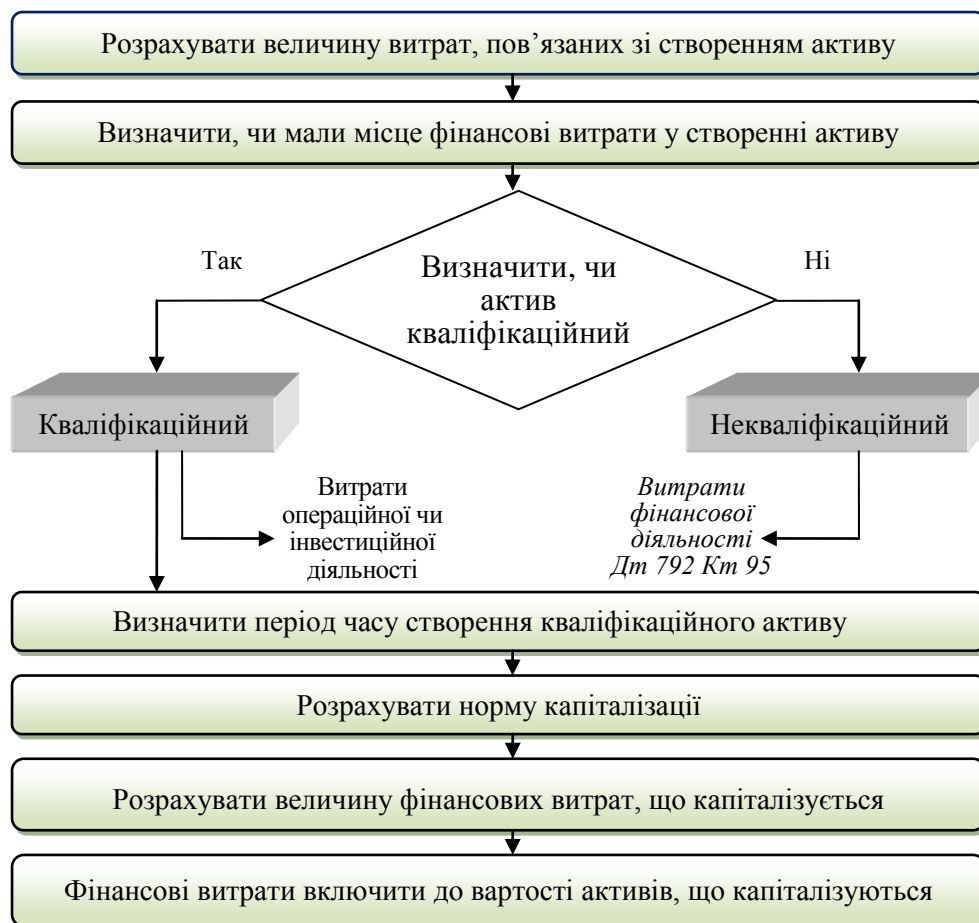 Розрахувати величину витрат, пов’язаних зі створенням активу
Визначити, чи мали місце фінансові витрати у створенні активу
Так
Ні
Визначити, чи
актив
кваліфікаційний
Кваліфікаційний
Некваліфікаційний
Витрати
операційної чи
інвестиційної
діяльності
Витрати
фінансової
діяльності
Дт 792 Кт 95
Визначити період часу створення кваліфікаційного активу
Розрахувати норму капіталізації
Розрахувати величину фінансових витрат, що капіталізується
Фінансові витрати включити до вартості активів, що капіталізуються